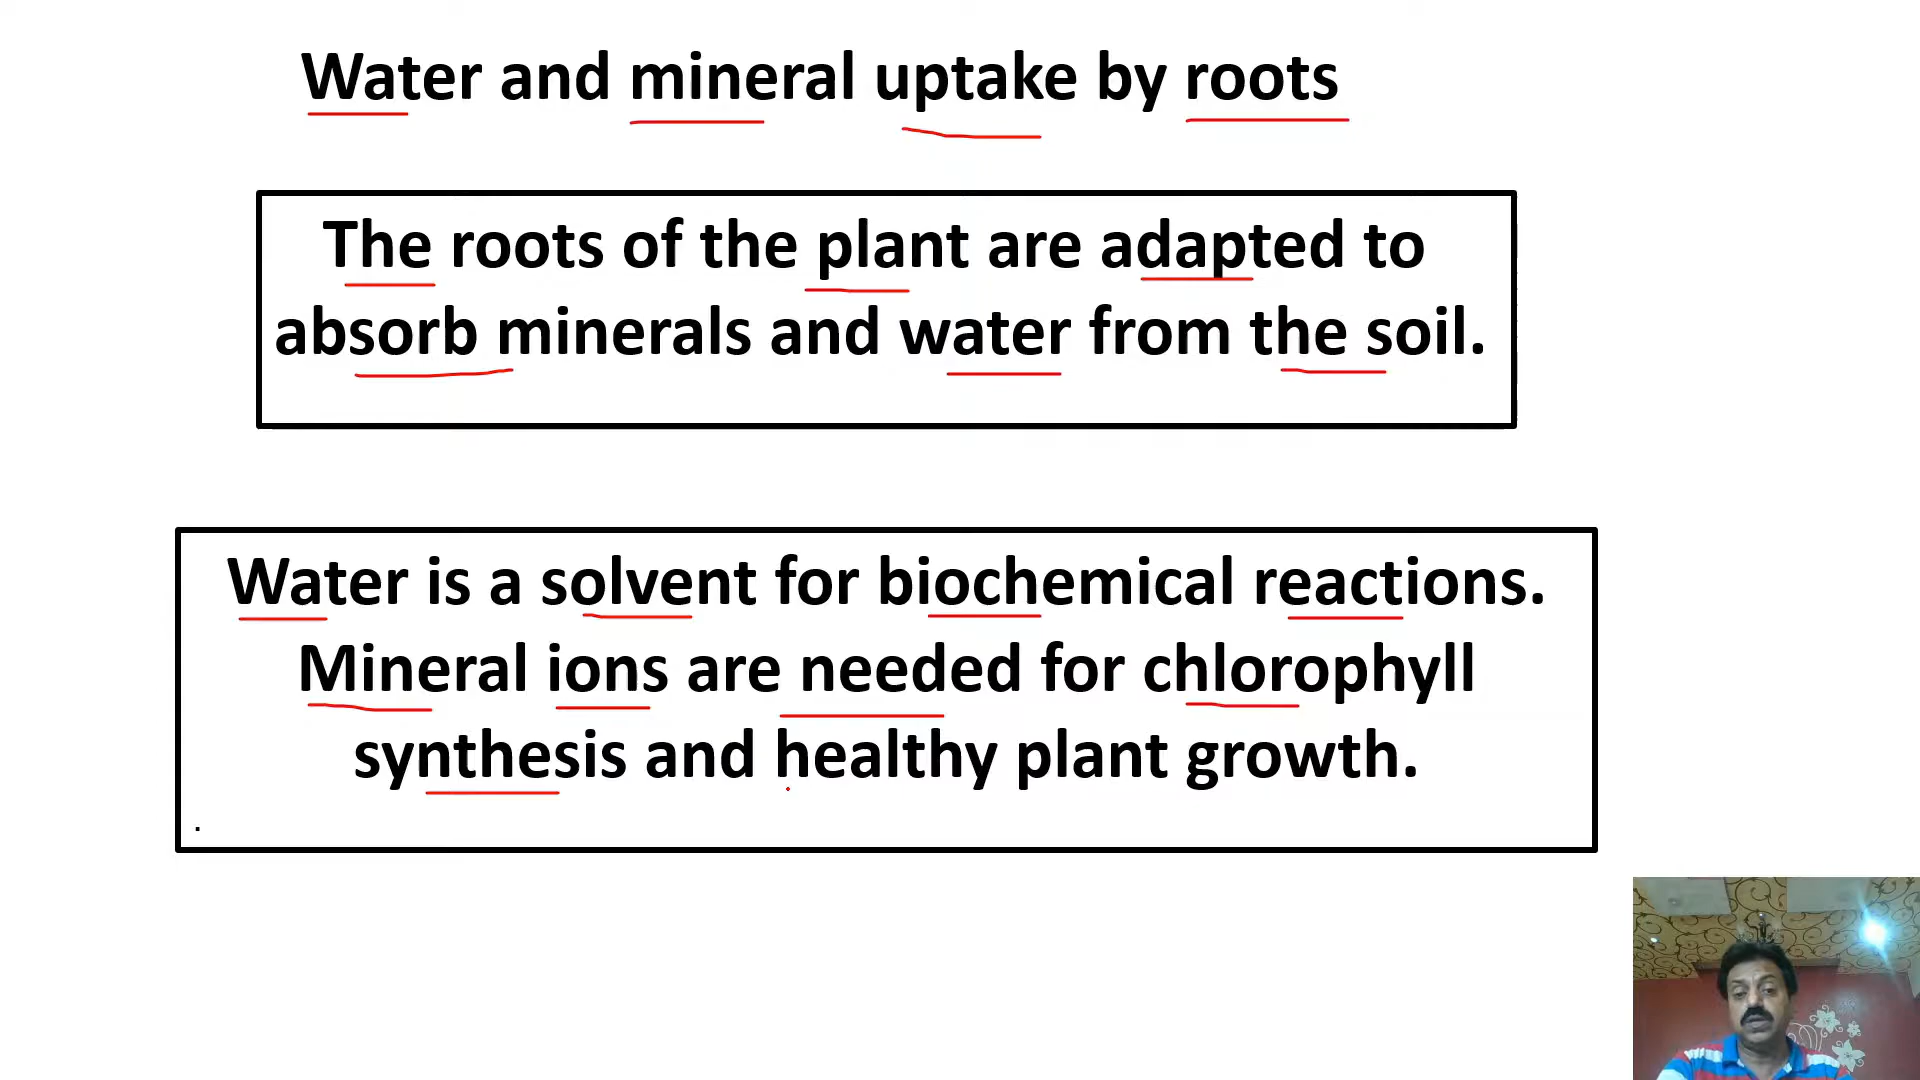 Water and mineral uptake by roots
The roots of the plant are adapted to
absorb minerals and water from the soil.
Water is a solvent for biochemical reactions.
Mineral ions are needed for chlorophyll
synthesis and healthy plant growth.
.